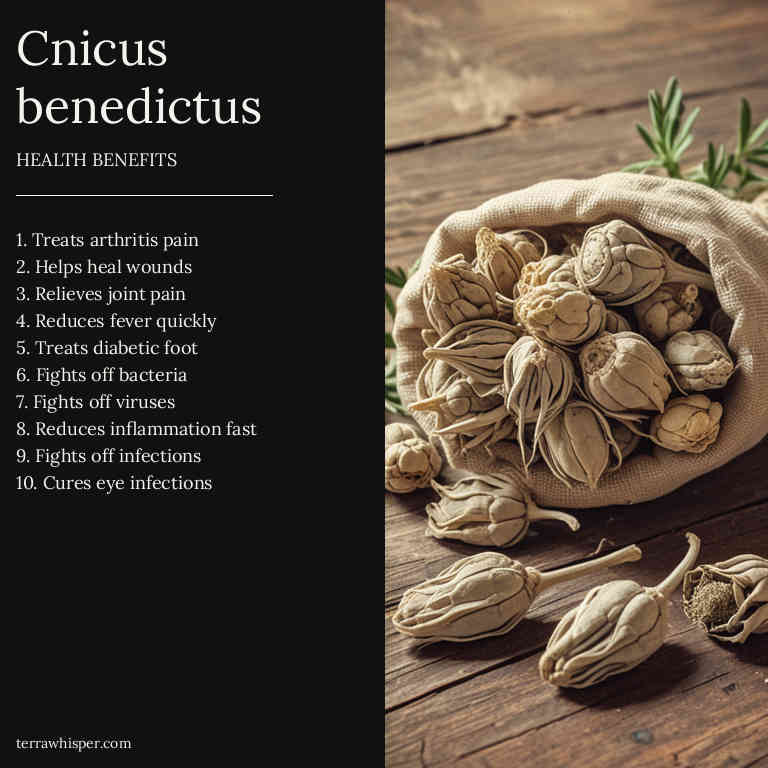 Cnicus
benedictus
HEALTH BENEFITS
1. Treats arthritis pain
2. Helps heal wounds
3. Relieves joint pain
4. Reduces fever quickly
5. Treats diabetic foot
6. Fights off bacteria
7. Fights off viruses
8. Reduces inflammation fast
9. Fights off infections
10. Cures eye infections
terrawhisper.com